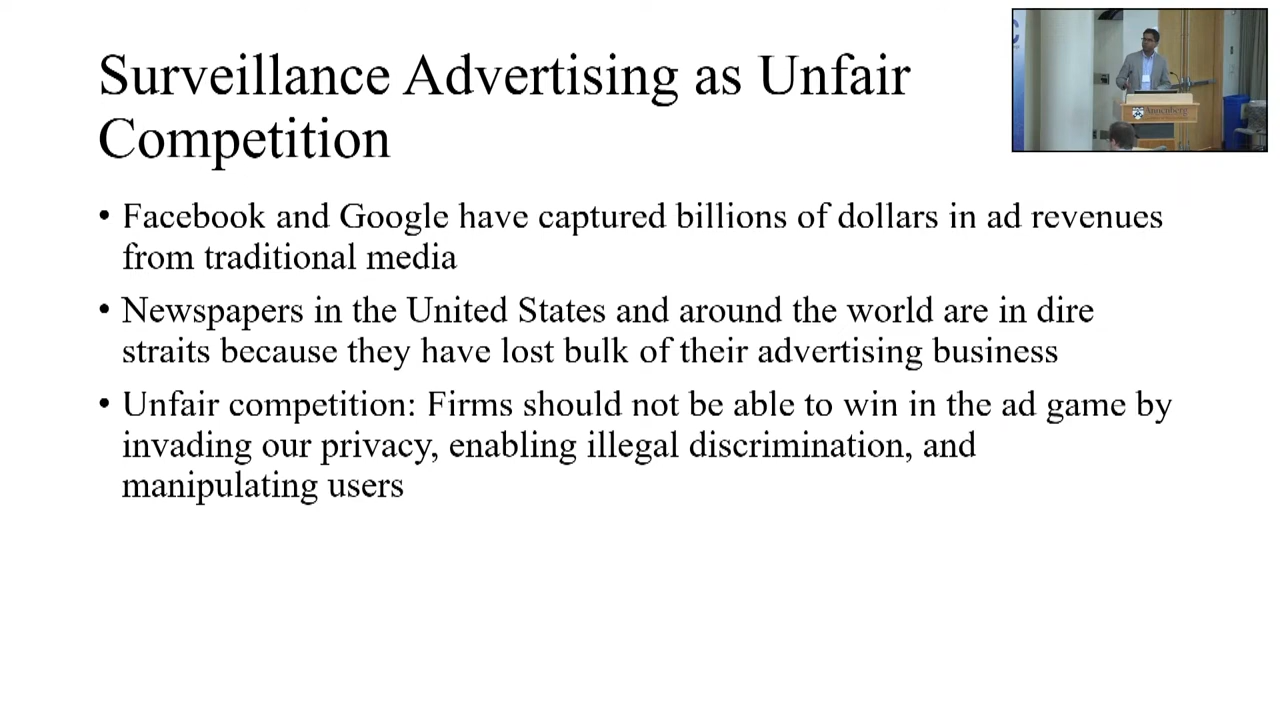 Surveillance Advertising as Unfair
Competition
• Facebook and Google have captured billions of dollars in ad revenues
from traditional media
• Newspapers in the United States and around the world are in dire
straits because they have lost bulk of their advertising business
• Unfair competition: Firms should not be able to win in the ad game by
invading our privacy, enabling illegal discrimination, and
manipulating users
C
Annenberg